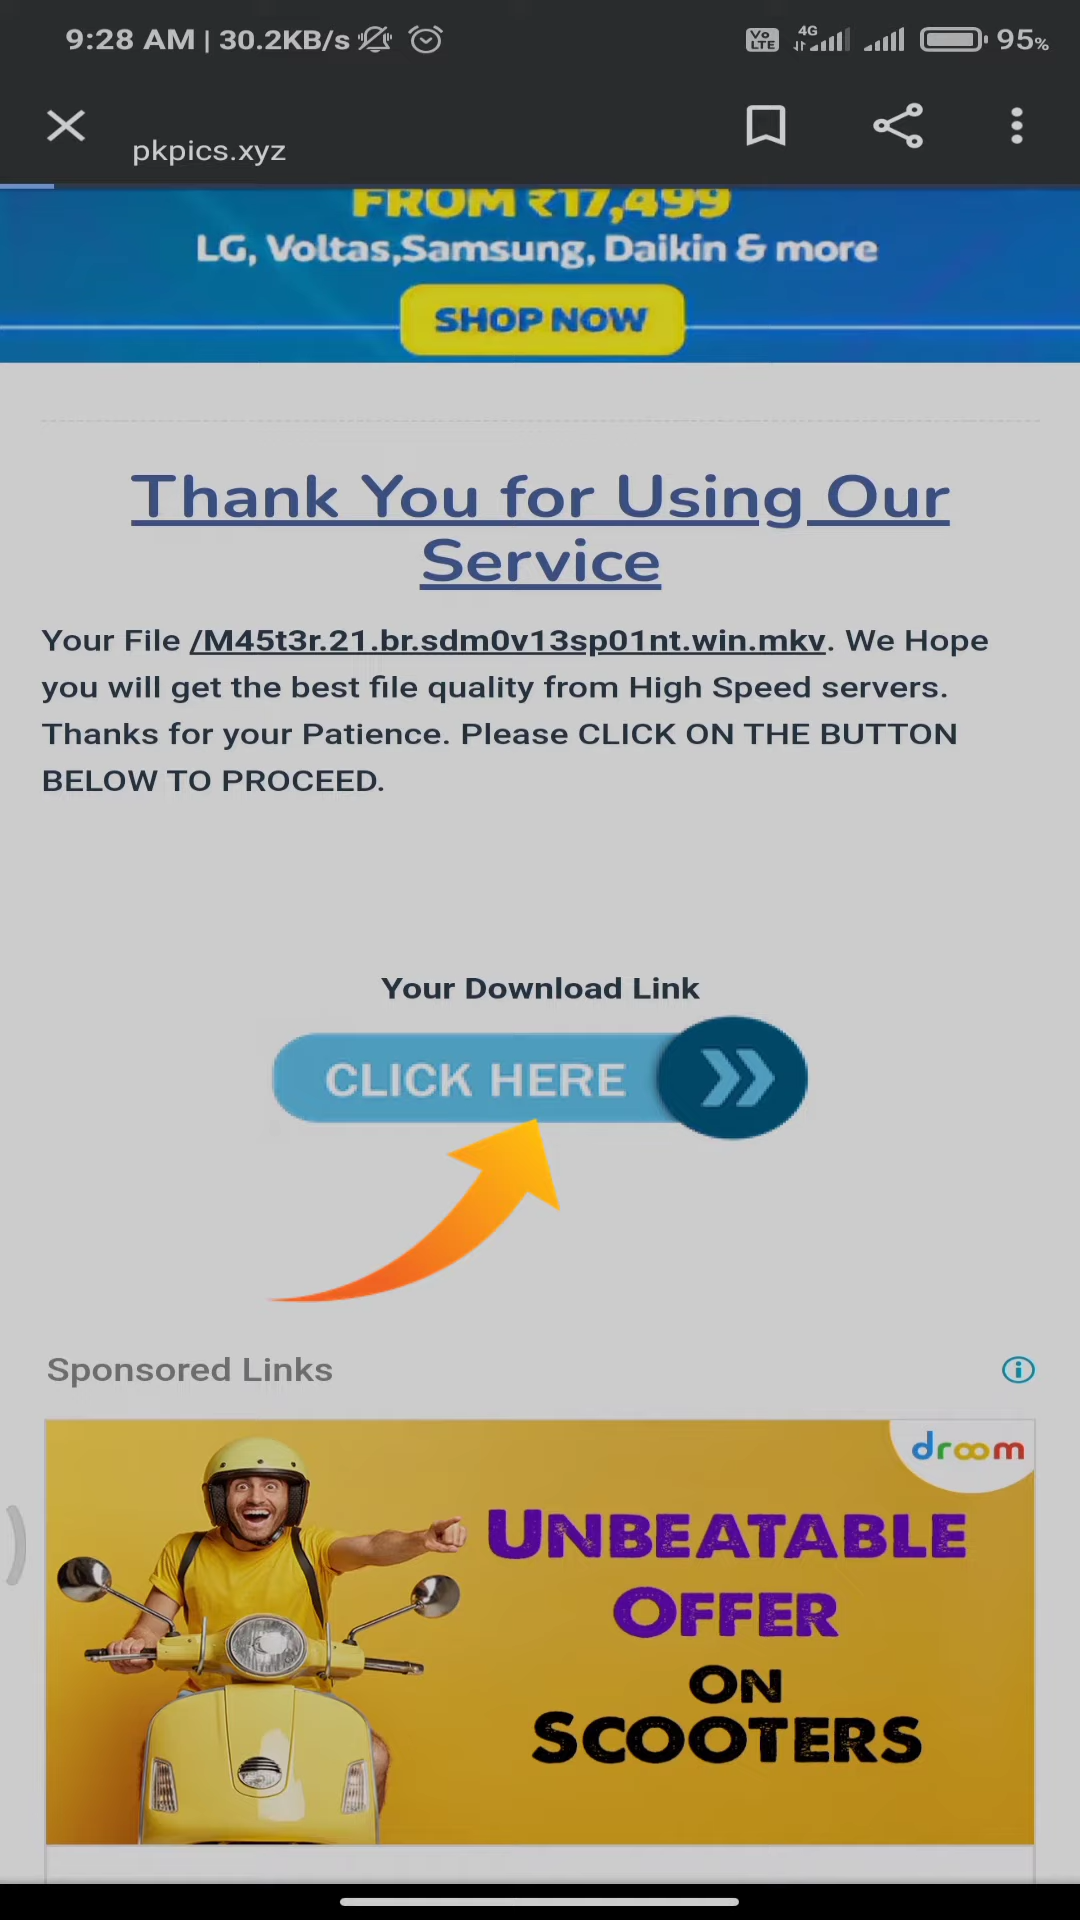 9:28 AM | 30.2KB/s
Vo LTE 4G 95%
pkpics.xyz
FROM ₹17,499
LG, Voltas,Samsung, Daikin & more
SHOP NOW
Thank You for Using Our
Service
Your File /M45t3r.21.br.sdm0v13sp01nt.win.mkv. We Hope
you will get the best file quality from High Speed servers.
Thanks for your Patience. Please CLICK ON THE BUTTON
BELOW TO PROCEED.
Your Download Link
CLICK HERE
Sponsored Links
droom
UNBEATABLE
OFFER
ON
SCOOTERS